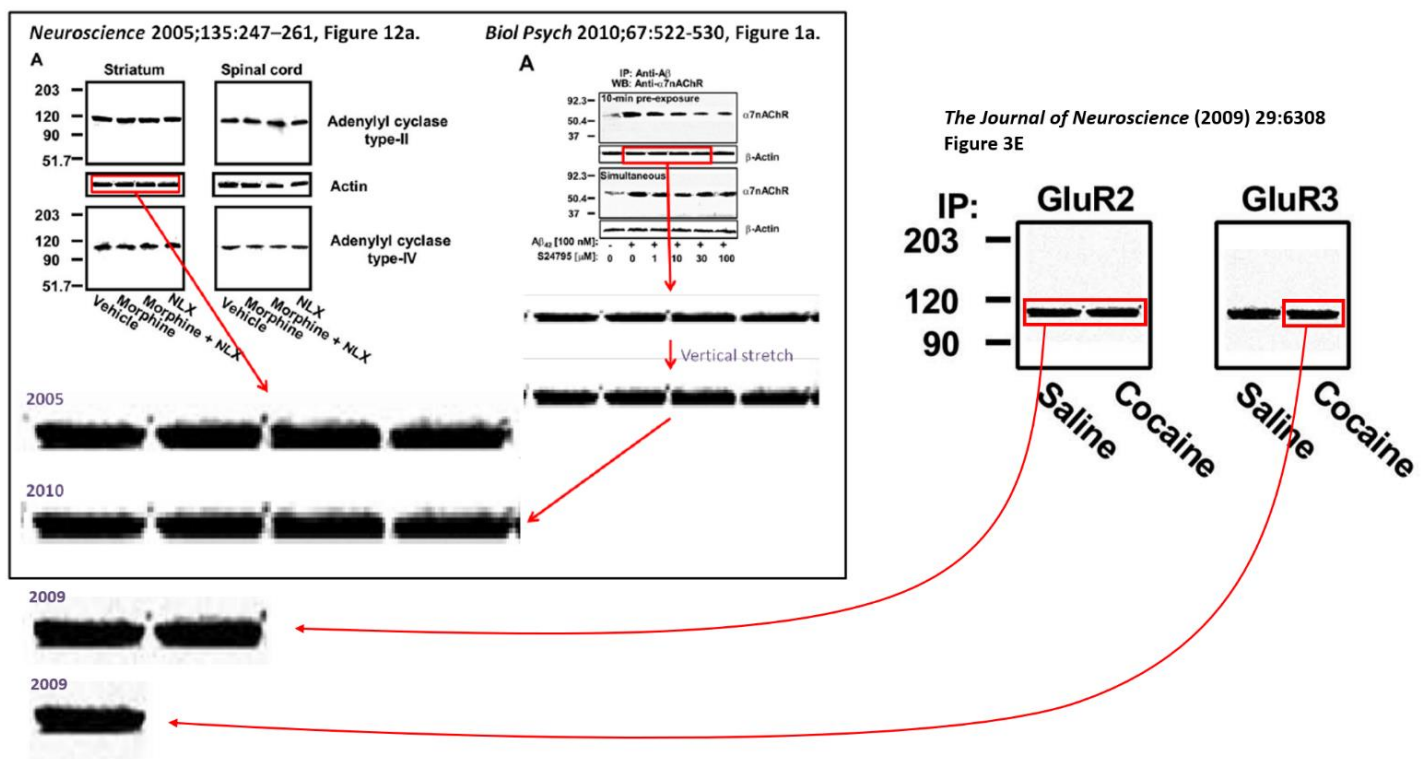 Neuroscience 2005;135:247–261, Figure 12a.
A
Striatum
Spinal cord
203
120
90
51.7
Adenylyl cyclase
type-II
Actin
203
120
90
51.7
Adenylyl cyclase
type-IV
Vehicle
Morphine
Morphine + NLX
NLX
Vehicle
Morphine
Morphine + NLX
NLX
Biol Psych 2010;67:522-530, Figure 1a.
A
IP: Anti-Aβ
WB: Anti-α7nAChR
10-min pre-exposure
92.3
50.4
37
α7nAChR
β-Actin
Simultaneous
92.3
50.4
37
α7nAChR
β-Actin
Aβ₄₂ [100 nM]: - + + + + +
S24795 [μM]: 0 0 1 10 30 100
Vertical stretch
2005
2010
2009
2009
The Journal of Neuroscience (2009) 29:6308
Figure 3E
IP: GluR2 GluR3
203
120
90
Saline
Cocaine
Saline
Cocaine